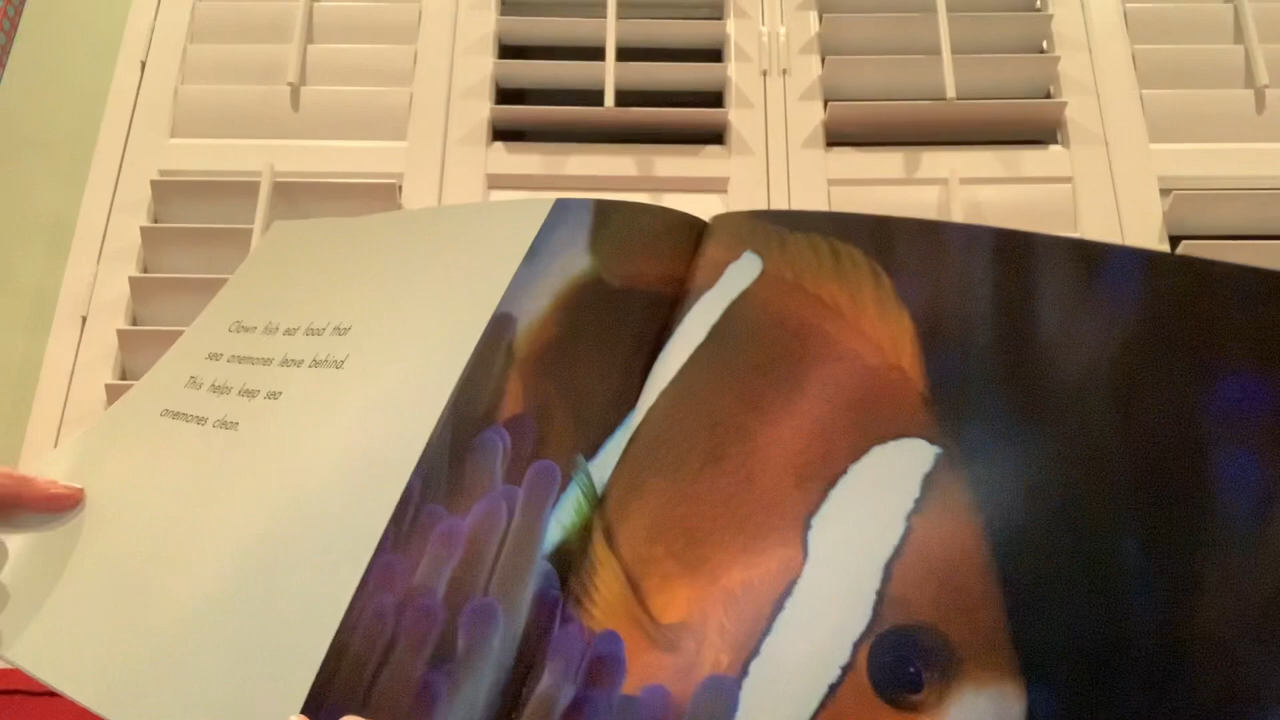 Clown fish eat food that
sea anemones leave behind.
This helps keep sea
anemones clean.